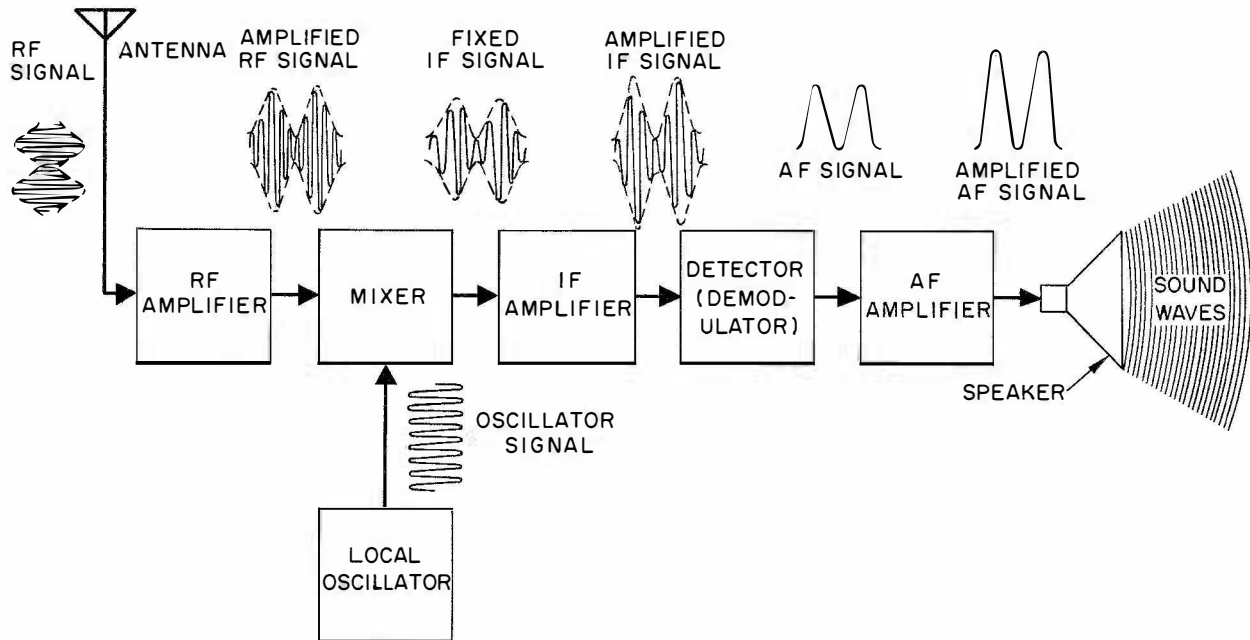 RF
SIGNAL
ANTENNA
AMPLIFIED
RF SIGNAL
FIXED
IF SIGNAL
AMPLIFIED
IF SIGNAL
AF SIGNAL
AMPLIFIED
AF SIGNAL
RF
AMPLIFIER
MIXER
IF
AMPLIFIER
DETECTOR
(DEMOD-
ULATOR)
AF
AMPLIFIER
SOUND
WAVES
SPEAKER
OSCILLATOR
SIGNAL
LOCAL
OSCILLATOR